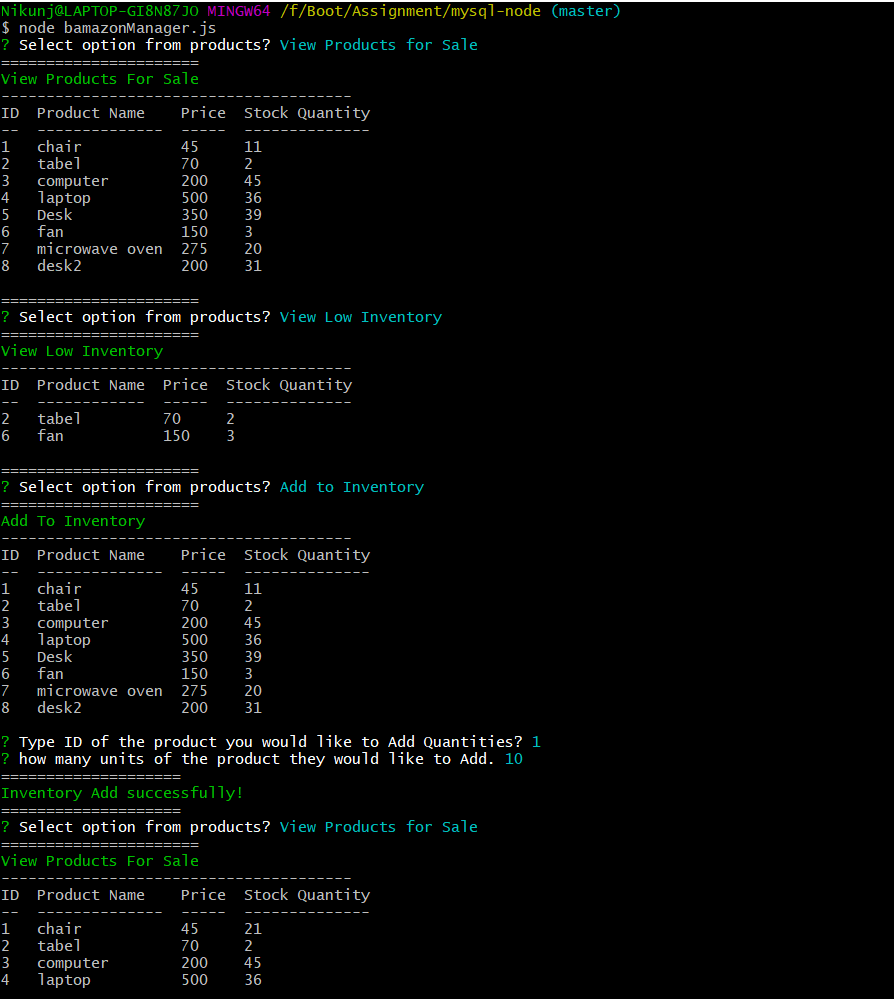 Nikunj@LAPTOP-GI8N87JO MINGW64 /f/Boot/Assignment/mysql-node (master)
$ node bamazonManager.js
? Select option from products? View Products for Sale
======================
View Products For Sale
---------------------------------------
ID  Product Name    Price  Stock Quantity
--  --------------  -----  --------------
1   chair           45     11
2   tabel           70     2
3   computer        200    45
4   laptop          500    36
5   Desk            350    39
6   fan             150    3
7   microwave oven  275    20
8   desk2           200    31

======================
? Select option from products? View Low Inventory
======================
View Low Inventory
---------------------------------------
ID  Product Name  Price  Stock Quantity
--  ------------  -----  --------------
2   tabel         70     2
6   fan           150    3

======================
? Select option from products? Add to Inventory
======================
Add To Inventory
---------------------------------------
ID  Product Name    Price  Stock Quantity
--  --------------  -----  --------------
1   chair           45     11
2   tabel           70     2
3   computer        200    45
4   laptop          500    36
5   Desk            350    39
6   fan             150    3
7   microwave oven  275    20
8   desk2           200    31

? Type ID of the product you would like to Add Quantities? 1
? how many units of the product they would like to Add. 10
====================
Inventory Add successfully!
====================
? Select option from products? View Products for Sale
======================
View Products For Sale
---------------------------------------
ID  Product Name    Price  Stock Quantity
--  --------------  -----  --------------
1   chair           45     21
2   tabel           70     2
3   computer        200    45
4   laptop          500    36